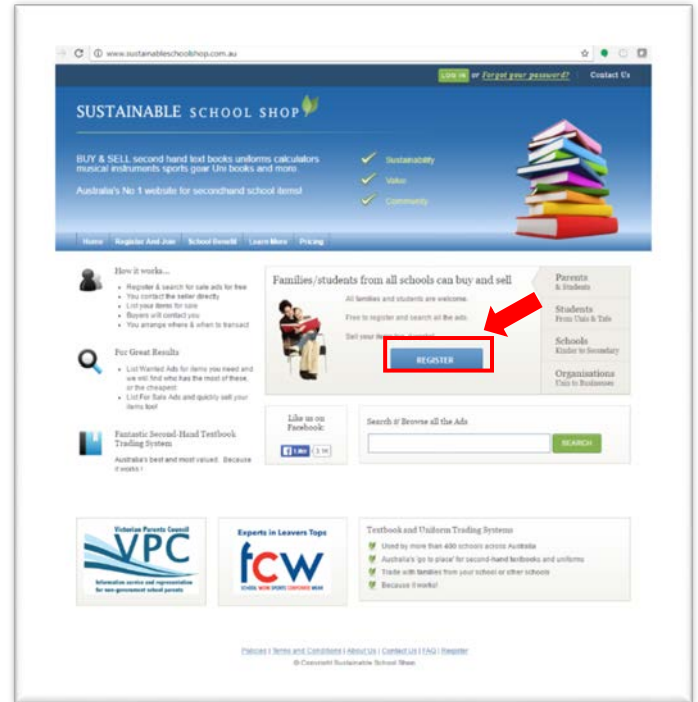 www.sustainableschoolshop.com.au
LOG IN or Forgot your password? Contact Us
SUSTAINABLE SCHOOL SHOP
BUY & SELL second hand text books uniforms calculators
musical instruments sports gear Uni books
and more.
Australia's No 1 website for secondhand school items!
Sustainability
Value
Community
Home Register And Join School Benefit Learn More Pricing
How it works...
Register & search for sale ads for free
You contact the seller directly
List your items for sale
Buyers will contact you
You arrange where & when to transact
For Great Results
List Wanted Ads for items you need and
we will find who has the most of these,
or the cheapest.
List For Sale Ads and quickly sell your
items too!
Fantastic Second-Hand Textbook
Trading System
Australia's best and most valued. Because
it works!
Families/students from all schools can buy and sell
All families and students are welcome.
Free to register and search all the ads.
Sell your items
REGISTER
Parents
& Students
Students
From Unis & Tafe
Schools
Kinder to Secondary
Organisations
Unis to Businesses
Like us on
Facebook:
Like
Search & Browse all the Ads
SEARCH
Victorian Parents Council
VPC
Information service and representation
for non-government school parents
Experts in Leavers Tops
fcw
SCHOOL WORK SPORTS CORPORATE WEAR
Textbook and Uniform Trading Systems
Used by more than 400 schools across Australia
Australia's 'go to place' for second-hand textbooks and uniforms
Trade with families from your school or other schools
Because it works!
Policies | Terms and Conditions | About Us | Contact Us | FAQ | Register
© Copyright Sustainable School Shop